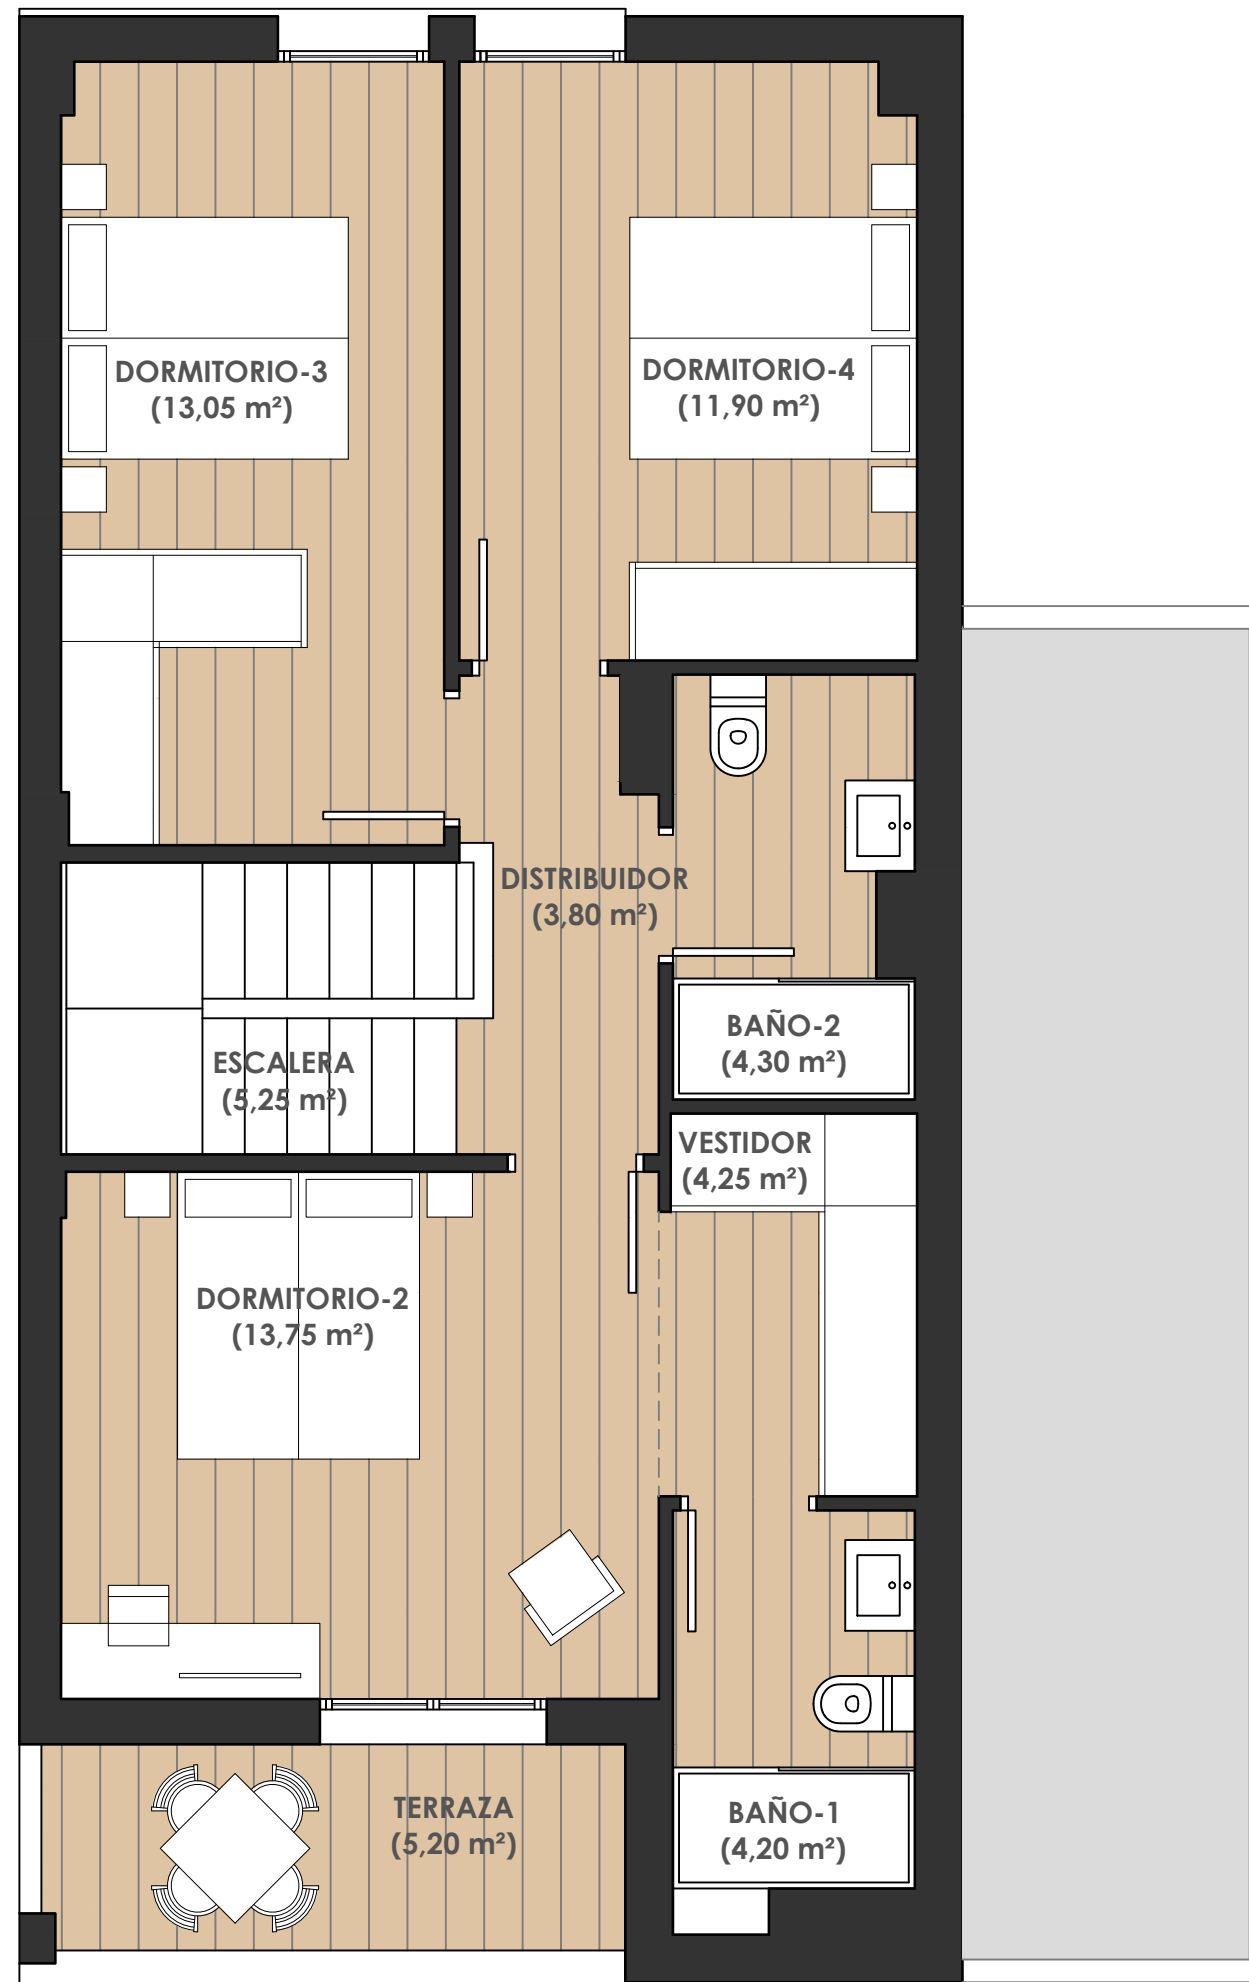 DORMITORIO-3
(13,05 m²)
DORMITORIO-4
(11,90 m²)
DISTRIBUIDOR
(3,80 m²)
BAÑO-2
(4,30 m²)
ESCALERA
(5,25 m²)
VESTIDOR
(4,25 m²)
DORMITORIO-2
(13,75 m²)
TERRAZA
(5,20 m²)
BAÑO-1
(4,20 m²)